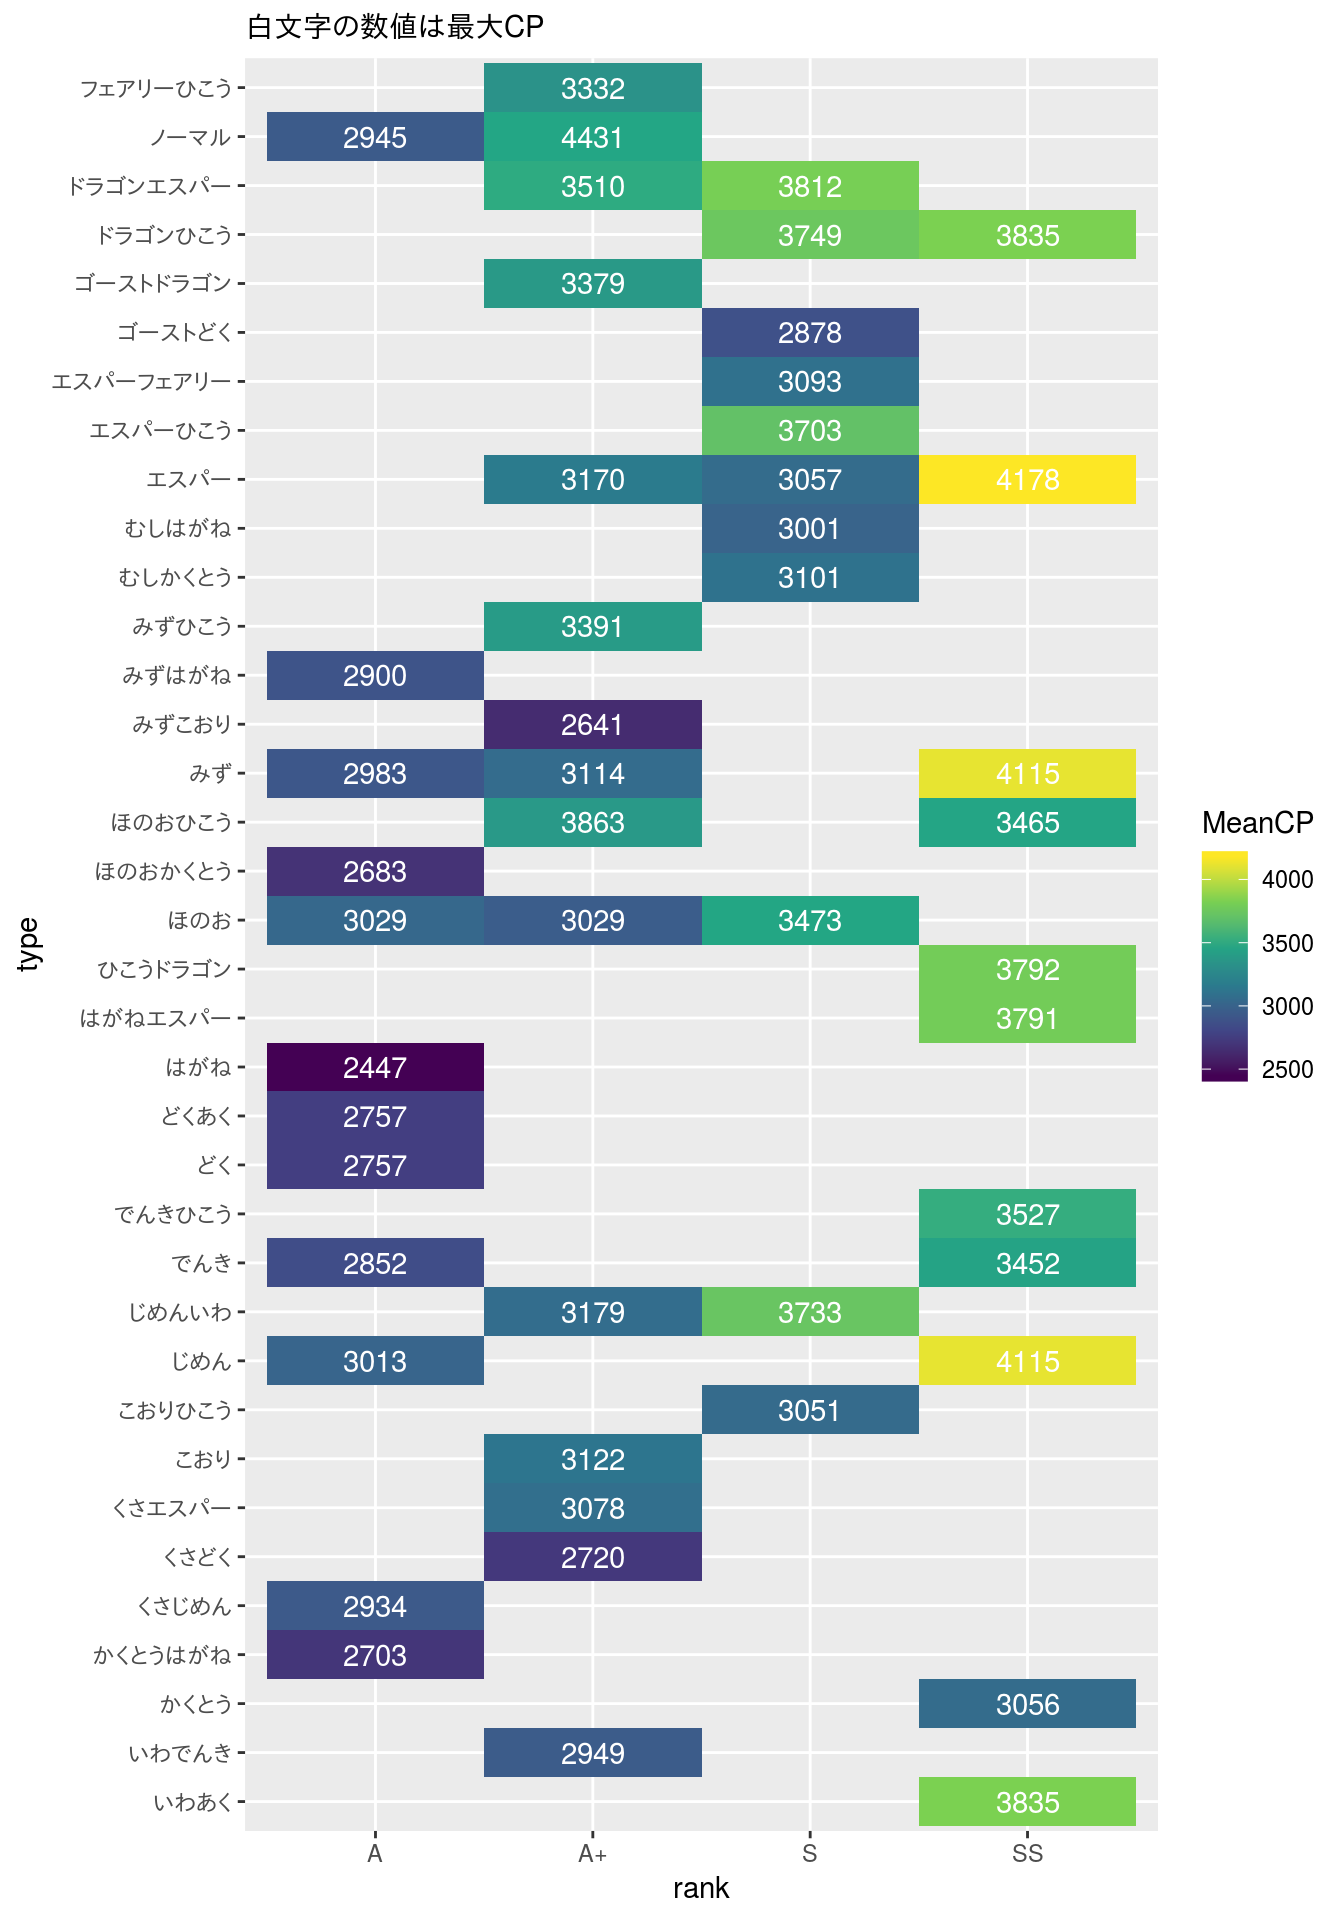 白文字の数値は最大CP
フェアリーひこう 3332
ノーマル 2945 4431
ドラゴンエスパー 3510 3812
ドラゴンひこう 3749 3835
ゴーストドラゴン 3379
ゴーストどく 2878
エスパーフェアリー 3093
エスパーひこう 3703
エスパー 3170 3057 4178
むしはがね 3001
むしかくとう 3101
みずひこう 3391
みずはがね 2900
みずこおり 2641
みず 2983 3114 4115
ほのおひこう 3863 3465
ほのおかくとう 2683
ほのお 3029 3029 3473
ひこうドラゴン 3792
はがねエスパー 3791
はがね 2447
どくあく 2757
どく 2757
でんきひこう 3527
でんき 2852 3452
じめんいわ 3179 3733
じめん 3013 4115
こおりひこう 3051
こおり 3122
くさエスパー 3078
くさどく 2720
くさじめん 2934
かくとうはがね 2703
かくとう 3056
いわでんき 2949
いわあく 3835
A A+ S SS
rank
type
MeanCP
4000
3500
3000
2500